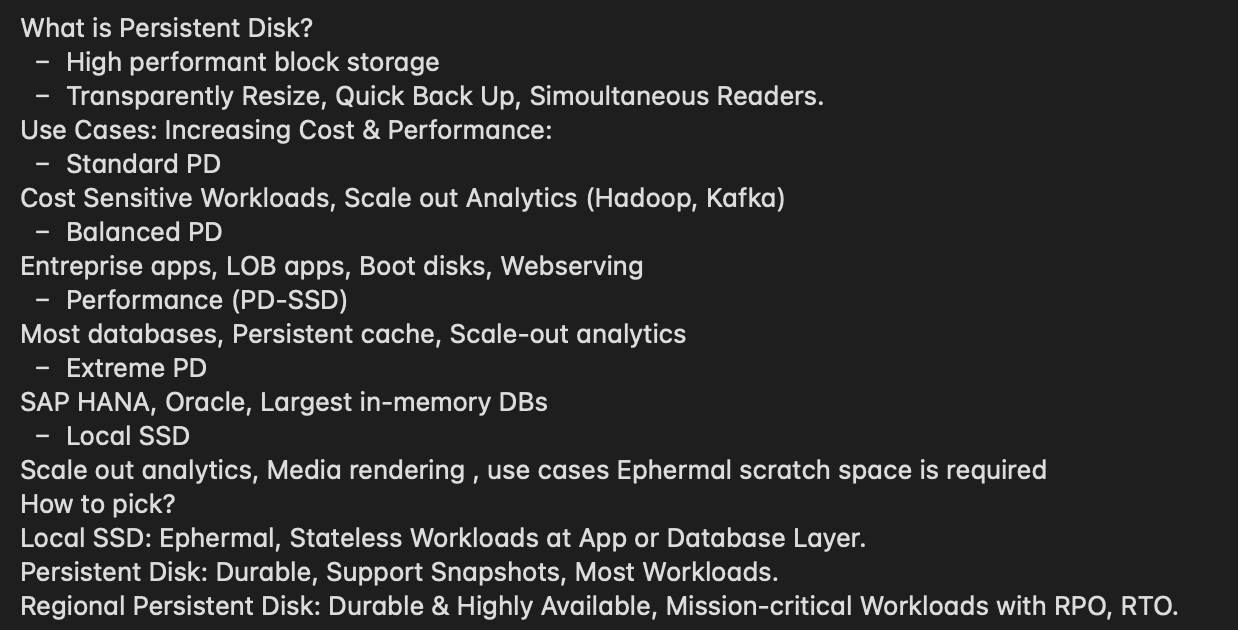 What is Persistent Disk?
– High performant block storage
– Transparently Resize, Quick Back Up, Simoultaneous Readers.
Use Cases: Increasing Cost & Performance:
– Standard PD
Cost Sensitive Workloads, Scale out Analytics (Hadoop, Kafka)
– Balanced PD
Entreprise apps, LOB apps, Boot disks, Webserving
– Performance (PD-SSD)
Most databases, Persistent cache, Scale-out analytics
– Extreme PD
SAP HANA, Oracle, Largest in-memory DBs
– Local SSD
Scale out analytics, Media rendering , use cases Ephermal scratch space is required
How to pick?
Local SSD: Ephermal, Stateless Workloads at App or Database Layer.
Persistent Disk: Durable, Support Snapshots, Most Workloads.
Regional Persistent Disk: Durable & Highly Available, Mission-critical Workloads with RPO, RTO.